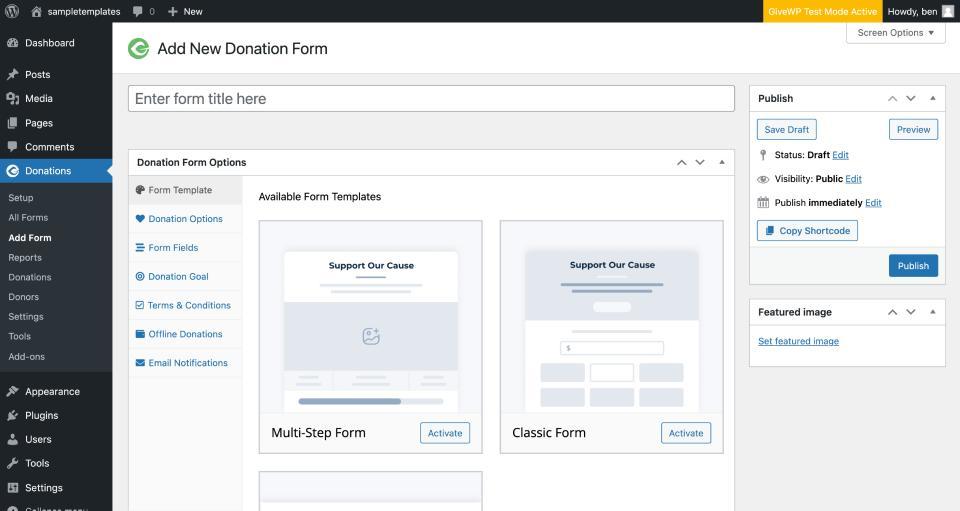 sampletemplates
0
New
GiveWP Test Mode Active
Howdy, ben
Dashboard
Posts
Media
Pages
Comments
Donations
Setup
All Forms
Add Form
Reports
Donations
Donors
Settings
Tools
Add-ons
Appearance
Plugins
Users
Tools
Settings
Collapse menu
Screen Options
Add New Donation Form
Enter form title here
Donation Form Options
Form Template
Donation Options
Form Fields
Donation Goal
Terms & Conditions
Offline Donations
Email Notifications
Available Form Templates
Support Our Cause
Multi-Step Form
Activate
Support Our Cause
$
Classic Form
Activate
Publish
Save Draft
Preview
Status: Draft Edit
Visibility: Public Edit
Publish immediately Edit
Copy Shortcode
Publish
Featured image
Set featured image